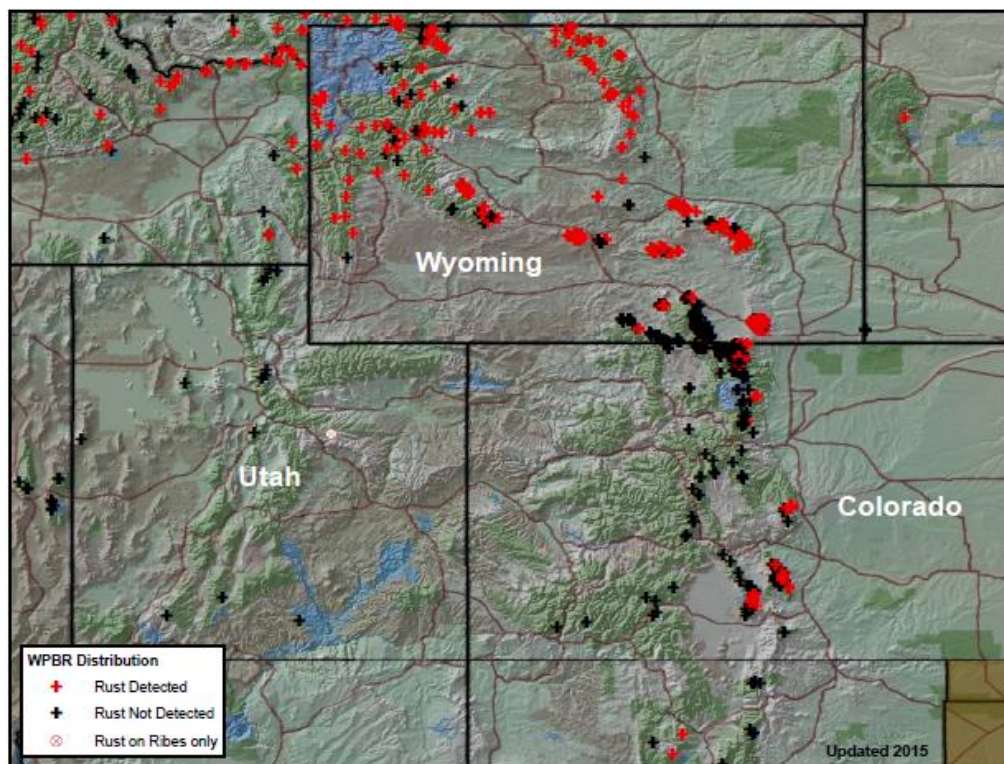 Wyoming
Utah
Colorado
WPBR Distribution
Rust Detected
Rust Not Detected
Rust on Ribes only
Updated 2015